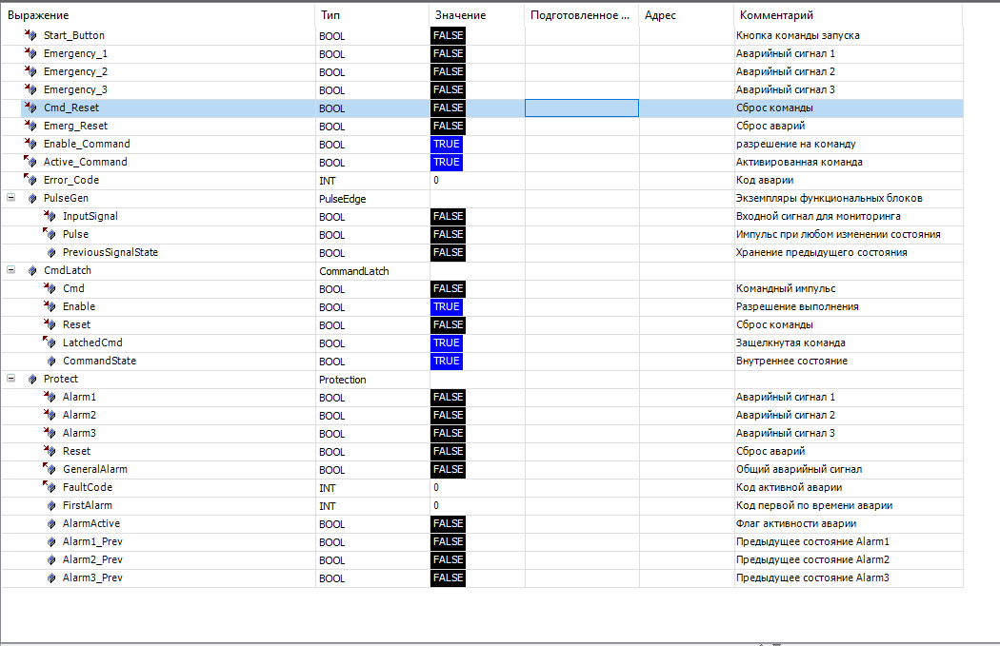 Выражение Тип Значение Подготовленное ... Адрес Комментарий
Start_Button BOOL FALSE Кнопка команды запуска
Emergency_1 BOOL FALSE Аварийный сигнал 1
Emergency_2 BOOL FALSE Аварийный сигнал 2
Emergency_3 BOOL FALSE Аварийный сигнал 3
Cmd_Reset BOOL FALSE Сброс команды
Emerg_Reset BOOL FALSE Сброс аварий
Enable_Command BOOL TRUE разрешение на команду
Active_Command BOOL TRUE Активированная команда
Error_Code INT 0 Код аварии
PulseGen PulseEdge Экземпляры функциональных блоков
InputSignal BOOL FALSE Входной сигнал для мониторинга
Pulse BOOL FALSE Импульс при любом изменении состояния
PreviousSignalState BOOL FALSE Хранение предыдущего состояния
CmdLatch CommandLatch
Cmd BOOL FALSE Командный импульс
Enable BOOL TRUE Разрешение выполнения
Reset BOOL FALSE Сброс команды
LatchedCmd BOOL TRUE Защелкнутая команда
CommandState BOOL TRUE Внутреннее состояние
Protect Protection
Alarm1 BOOL FALSE Аварийный сигнал 1
Alarm2 BOOL FALSE Аварийный сигнал 2
Alarm3 BOOL FALSE Аварийный сигнал 3
Reset BOOL FALSE Сброс аварий
GeneralAlarm BOOL FALSE Общий аварийный сигнал
FaultCode INT 0 Код активной аварии
FirstAlarm INT 0 Код первой по времени аварии
AlarmActive BOOL FALSE Флаг активности аварии
Alarm1_Prev BOOL FALSE Предыдущее состояние Alarm1
Alarm2_Prev BOOL FALSE Предыдущее состояние Alarm2
Alarm3_Prev BOOL FALSE Предыдущее состояние Alarm3